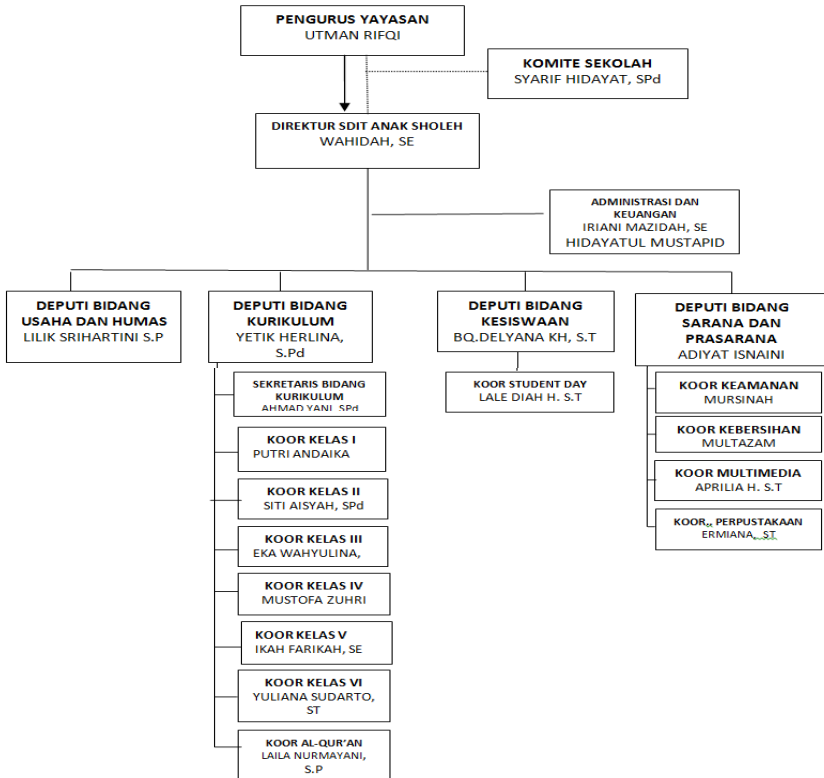 PENGURUS YAYASAN
UTMAN RIFQI
KOMITE SEKOLAH
SYARIF HIDAYAT, SPd
DIREKTUR SDIT ANAK SHOLEH
WAHIDAH, SE
ADMINISTRASI DAN
KEUANGAN
IRIANI MAZIDAH, SE
HIDAYATUL MUSTAPID
DEPUTI BIDANG
USAHA DAN HUMAS
LILIK SRIHARTINI S.P
DEPUTI BIDANG
KURIKULUM
YETIK HERLINA,
S.Pd
DEPUTI BIDANG
KESISWAAN
BQ.DELYANA KH, S.T
DEPUTI BIDANG
SARANA DAN
PRASARANA
ADIYAT ISNAINI
SEKRETARIS BIDANG
KURIKULUM
AHMAD YANI, SPd
KOOR KELAS I
PUTRI ANDAIKA
KOOR KELAS II
SITI AISYAH, SPd
KOOR KELAS III
EKA WAHYULINA,
KOOR KELAS IV
MUSTOFA ZUHRI
KOOR KELAS V
IKAH FARIKAH, SE
KOOR KELAS VI
YULIANA SUDARTO,
ST
KOOR AL-QUR'AN
LAILA NURMAYANI,
S.P
KOOR STUDENT DAY
LALE DIAH H. S.T
KOOR KEAMANAN
MURSINAH
KOOR KEBERSIHAN
MULTAZAM
KOOR MULTIMEDIA
APRILIA H. S.T
KOOR,, PERPUSTAKAAN
ERMIANA, ST